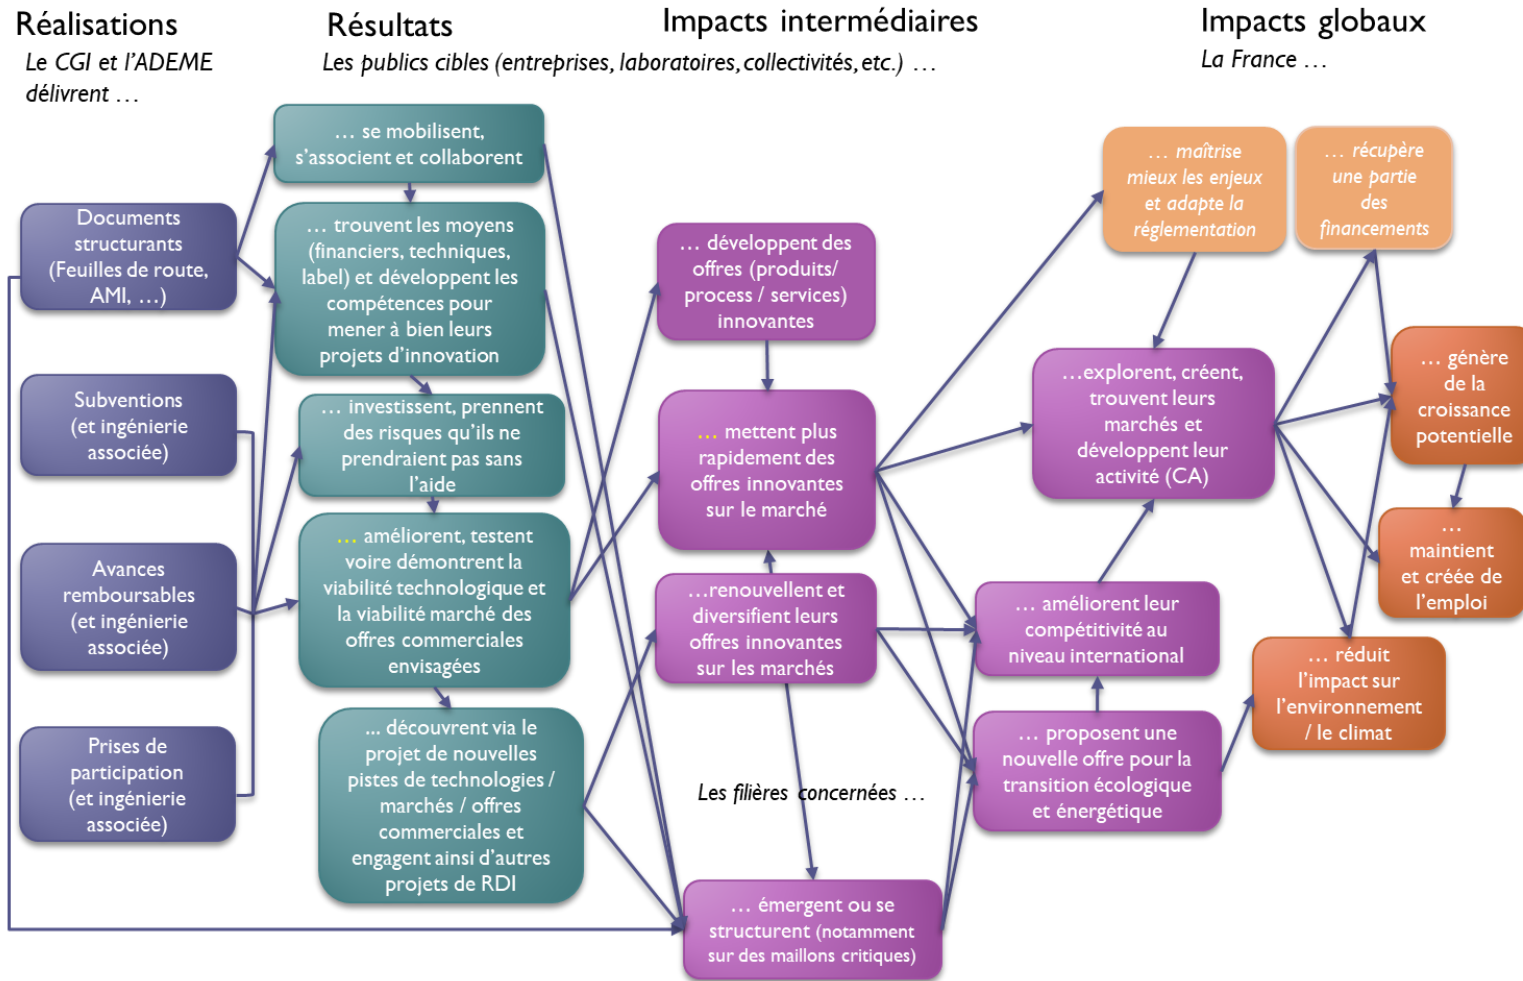 Réalisations
Le CGI et l'ADEME
délivrent …
Résultats
Impacts intermédiaires
Les publics cibles (entreprises, laboratoires, collectivités, etc.) …
Impacts globaux
La France …
Documents
structurants
(Feuilles de route,
AMI, …)
Subventions
(et ingénierie
associée)
Avances
remboursables
(et ingénierie
associée)
Prises de
participation
(et ingénierie
associée)
… se mobilisent,
s'associent et collaborent
… trouvent les moyens
(financiers, techniques,
label) et développent les
compétences pour
mener à bien leurs
projets d'innovation
… investissent, prennent
des risques qu'ils ne
prendraient pas sans
l'aide
… améliorent, testent
voire démontrent la
viabilité technologique et
la viabilité marché des
offres commerciales
envisagées
... découvrent via le
projet de nouvelles
pistes de technologies /
marchés / offres
commerciales et
engagent ainsi d'autres
projets de RDI
… développent des
offres (produits/
process / services)
innovantes
… mettent plus
rapidement des
offres innovantes
sur le marché
…renouvellent et
diversifient leurs
offres innovantes
sur les marchés
Les filières concernées …
… émergent ou se
structurent (notamment
sur des maillons critiques)
… maîtrise
mieux les enjeux
et adapte la
réglementation
… récupère
une partie
des
financements
…explorent, créent,
trouvent leurs
marchés et
développent leur
activité (CA)
… améliorent leur
compétitivité au
niveau international
… proposent une
nouvelle offre pour la
transition écologique
et énergétique
… génère
de la
croissance
potentielle
…
maintient
et créée de
l'emploi
… réduit
l'impact sur
l'environnement
/ le climat